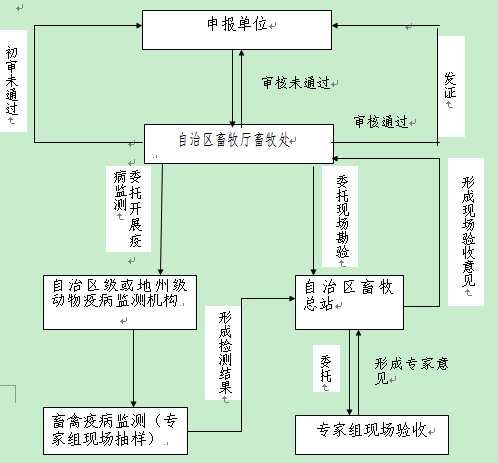 申报单位
初审未通过
审核未通过
发证
审核通过
自治区畜牧厅畜牧处
委托开展疫
病监测
委托现场勘验
形成现场验收意见
自治区级或地州级
动物疫病监测机构
自治区畜牧
总站
形成检测结果
委托
形成专家意
见
畜禽疫病监测（专
家组现场抽样）
专家组现场验收